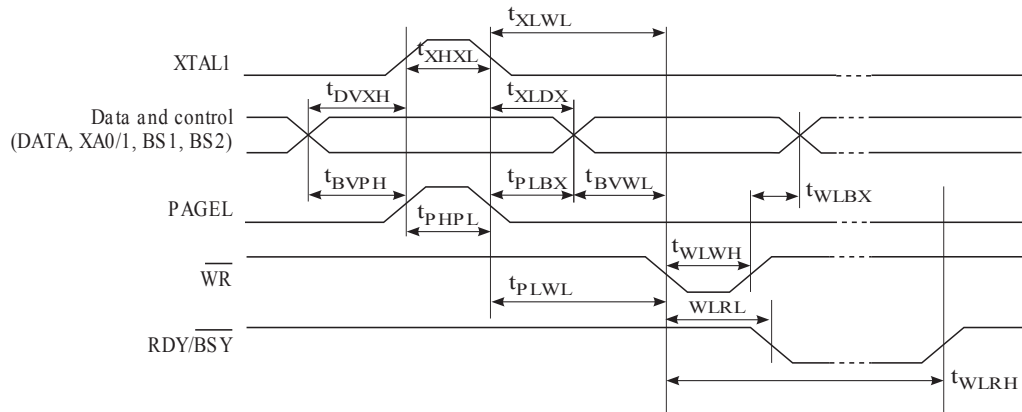 tXLWL
XTAL1
tXHXL
tDVXH
tXLDX
Data and control
(DATA, XA0/1, BS1, BS2)
tBVPH
tPLBX
tBVWL
tWLBX
PAGEL
tPHPL
tWLWH
WR
tPLWL
WLRL
RDY/BSY
tWLRH